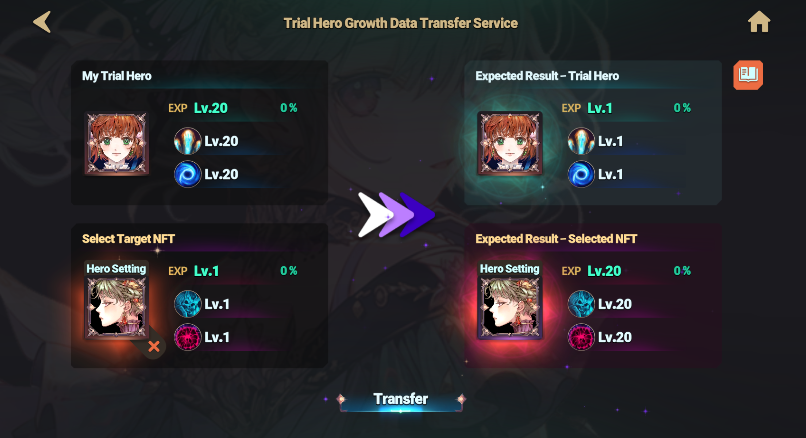 Trial Hero Growth Data Transfer Service
My Trial Hero
EXP Lv.20 0%
Lv.20
Lv.20
Expected Result – Trial Hero
EXP Lv.1 0%
Lv.1
Lv.1
Select Target NFT
Hero Setting
EXP Lv.1 0%
Lv.1
Lv.1
Expected Result – Selected NFT
Hero Setting
EXP Lv.20 0%
Lv.20
Lv.20
Transfer